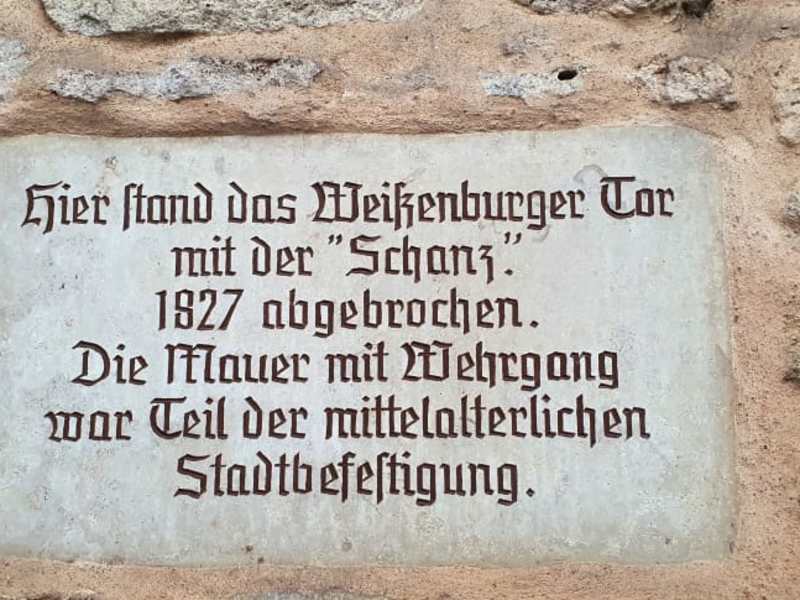 Hier stand das Weißenburger Tor
mit der "Schanz".
1827 abgebrochen.
Die Mauer mit Wehrgang
war Teil der mittelalterlichen
Stadtbefestigung.